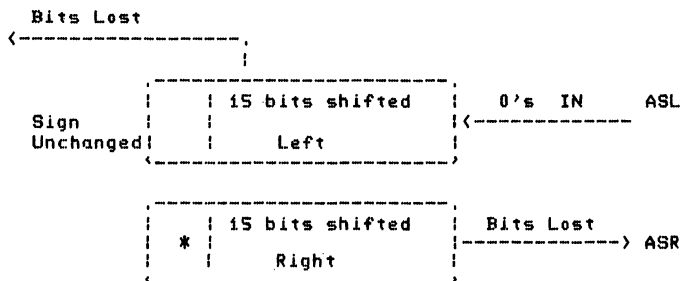 Bits Lost
15 bits shifted 0's IN ASL
Sign
Unchanged Left
15 bits shifted Bits Lost
* ASR
Right